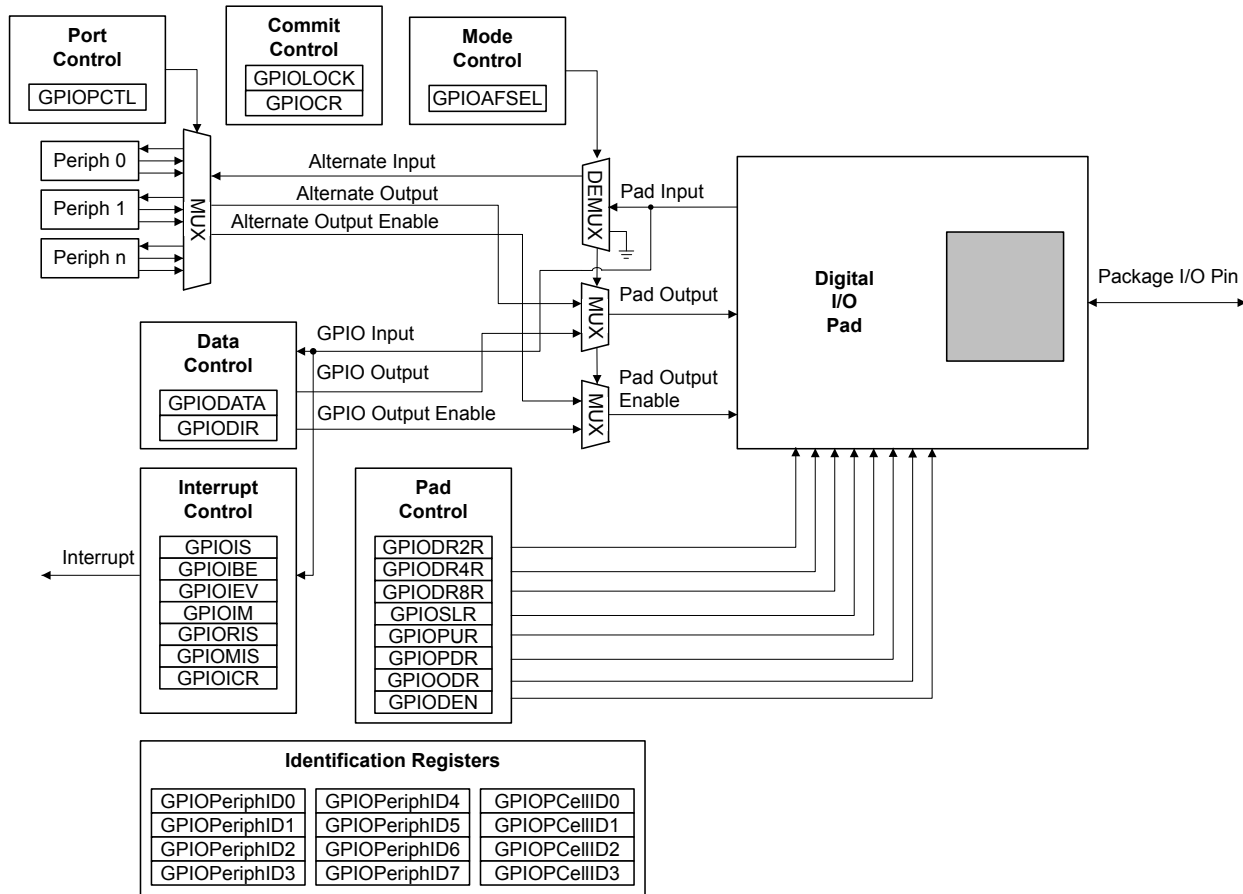 Port
Control
GPIOPCTL
Commit
Control
GPIOLOCK
GPIOCR
Mode
Control
GPIOAFSEL
Periph 0
Periph 1
Periph n
MUX
Alternate Input
Alternate Output
Alternate Output Enable
DEMUX
Pad Input
MUX
Pad Output
MUX
Pad Output
Enable
Digital
I/O
Pad
Package I/O Pin
Data
Control
GPIODATA
GPIODIR
GPIO Input
GPIO Output
GPIO Output Enable
Interrupt
Control
GPIOIS
GPIOIBE
GPIOIEV
GPIOIM
GPIORIS
GPIOMIS
GPIOICR
Interrupt
Pad
Control
GPIODR2R
GPIODR4R
GPIODR8R
GPIOSLR
GPIOPUR
GPIOPDR
GPIOODR
GPIODEN
Identification Registers
GPIOPeriphID0
GPIOPeriphID1
GPIOPeriphID2
GPIOPeriphID3
GPIOPeriphID4
GPIOPeriphID5
GPIOPeriphID6
GPIOPeriphID7
GPIOPCellID0
GPIOPCellID1
GPIOPCellID2
GPIOPCellID3